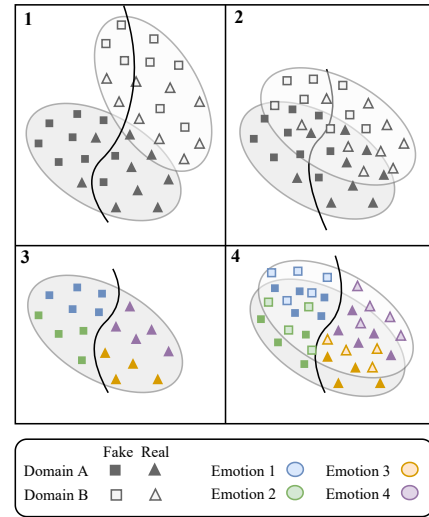 1
2
3
4
Fake Real
Domain A
Domain B
Emotion 1
Emotion 2
Emotion 3
Emotion 4